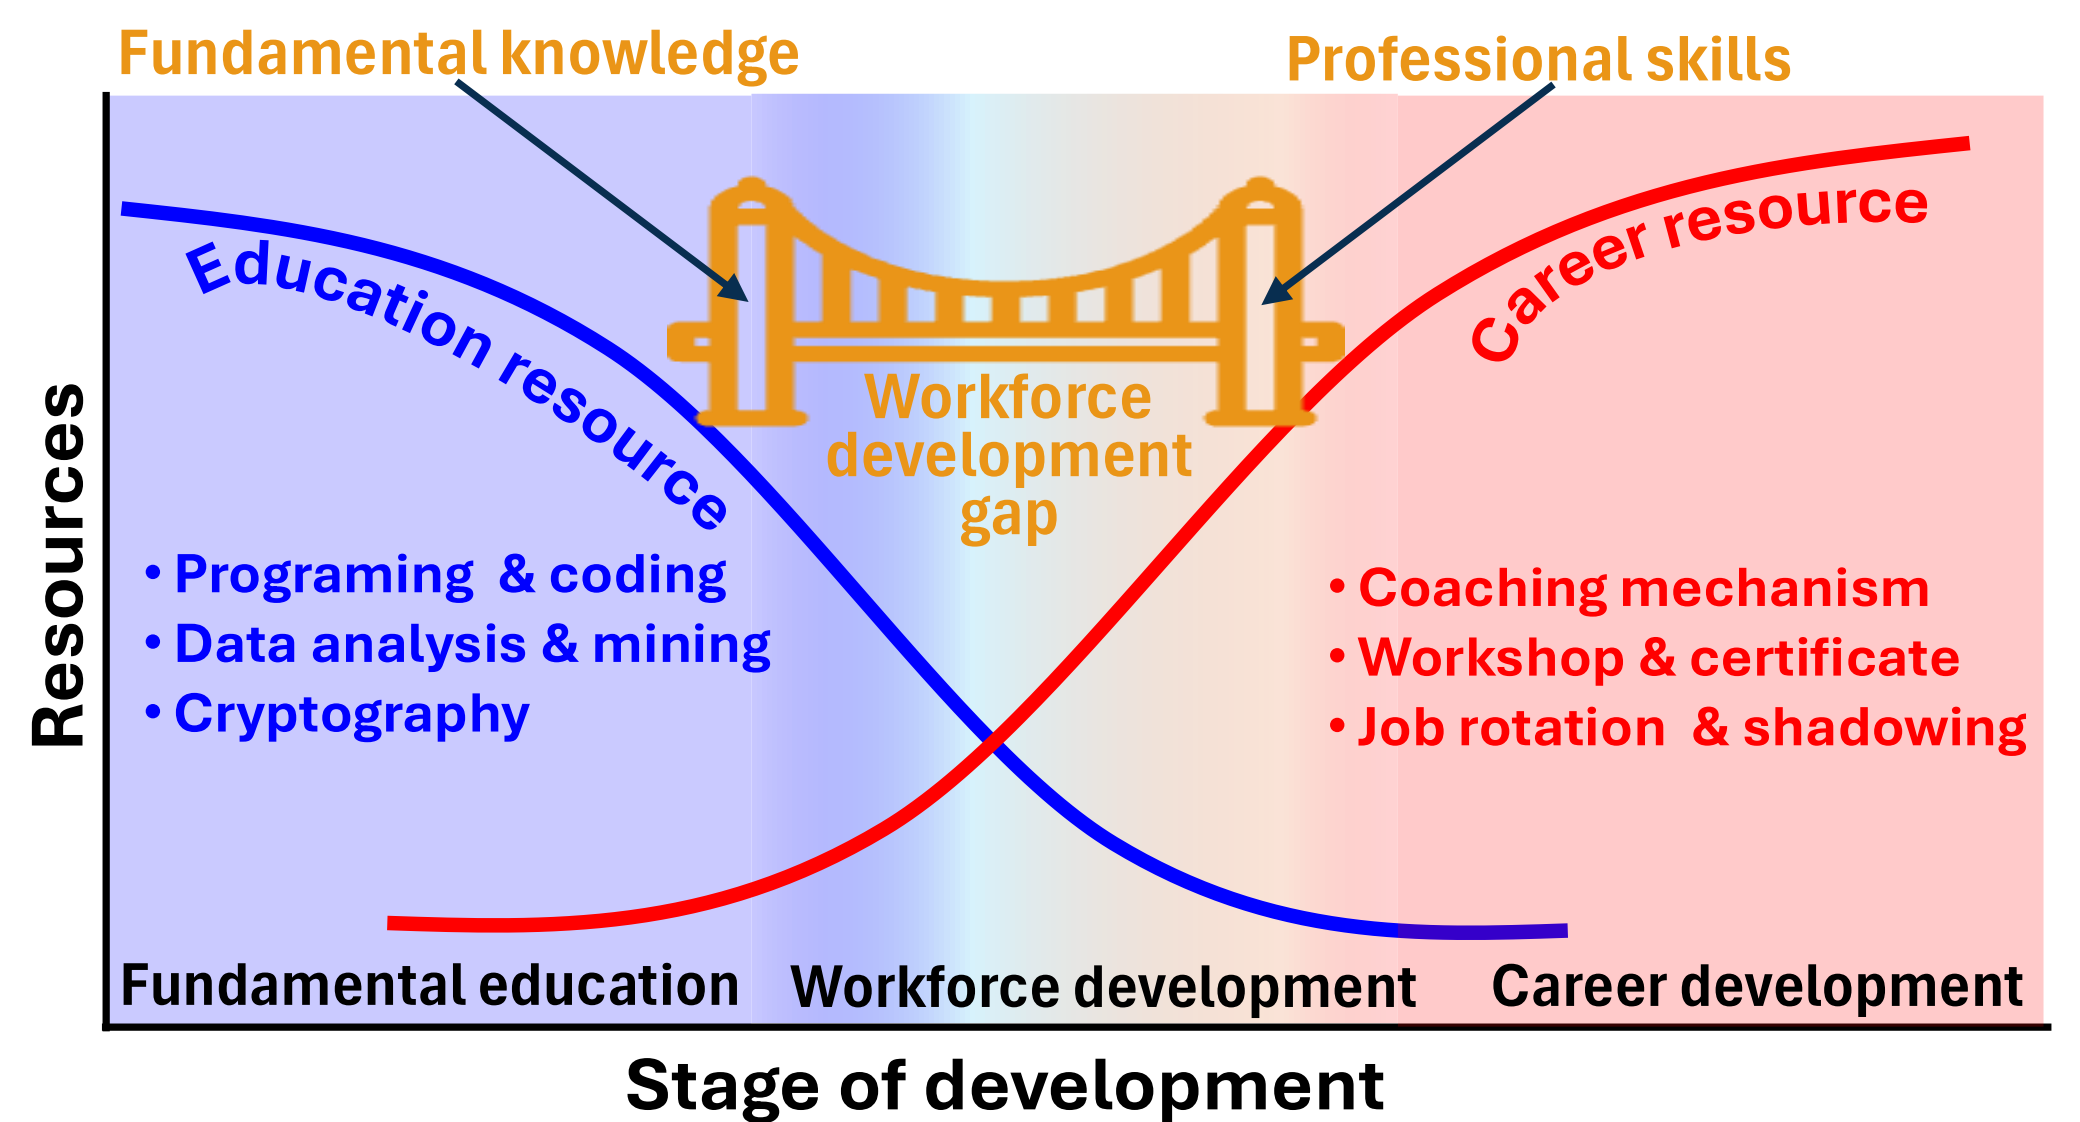 Fundamental knowledge
Professional skills
Education resource
Career resource
Workforce
development
gap
• Programing  & coding
• Data analysis & mining
• Cryptography
• Coaching mechanism
• Workshop & certificate
• Job rotation  & shadowing
Resources
Fundamental education
Workforce development
Career development
Stage of development